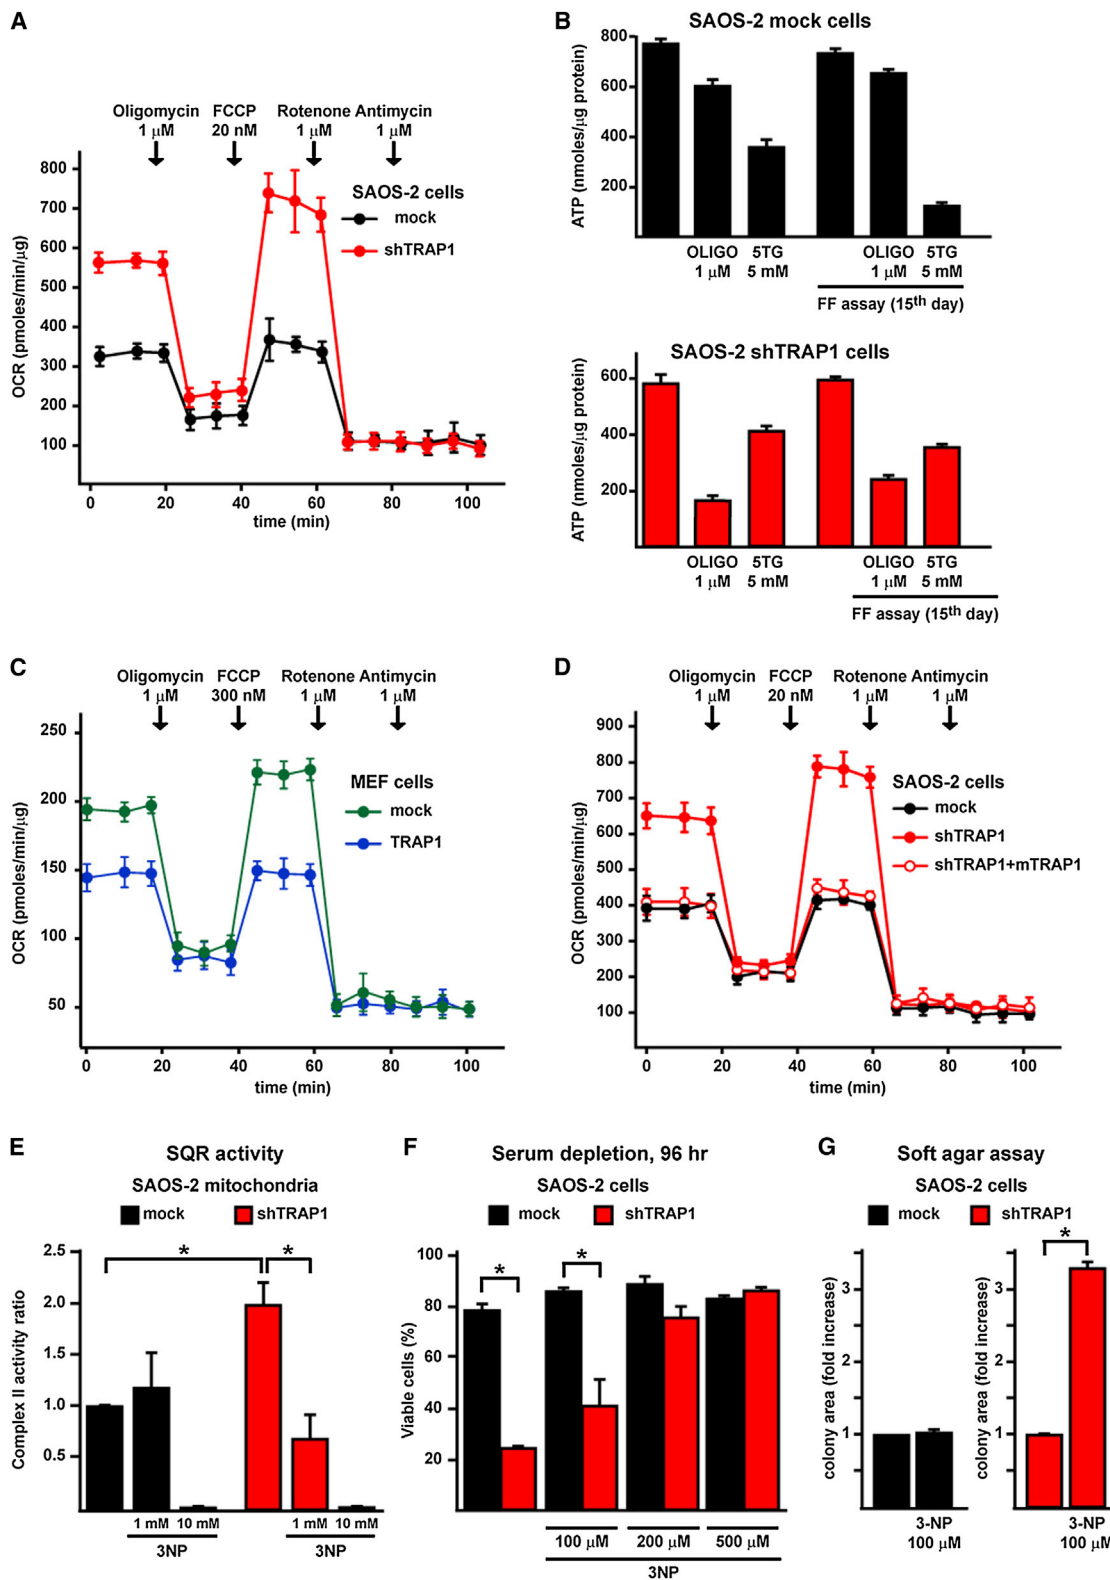 A
Oligomycin
1 µM
FCCP
20 nM
Rotenone Antimycin
1 µM
1 µM
SAOS-2 cells
mock
shTRAP1
OCR (pmoles/min/µg)
800
700
600
500
400
300
200
100
0
20
40
60
80
100
time (min)
B
SAOS-2 mock cells
ATP (nmoles/µg protein)
800
600
400
200
OLIGO
1 µM
5TG
5 mM
OLIGO
1 µM
5TG
5 mM
FF assay (15th day)
SAOS-2 shTRAP1 cells
ATP (nmoles/µg protein)
600
400
200
OLIGO
1 µM
5TG
5 mM
OLIGO
1 µM
5TG
5 mM
FF assay (15th day)
C
Oligomycin
1 µM
FCCP
300 nM
Rotenone Antimycin
1 µM
1 µM
MEF cells
mock
TRAP1
OCR (pmoles/min/µg)
250
200
150
100
50
0
20
40
60
80
100
time (min)
D
Oligomycin
1 µM
FCCP
20 nM
Rotenone Antimycin
1 µM
1 µM
SAOS-2 cells
mock
shTRAP1
shTRAP1+mTRAP1
OCR (pmoles/min/µg)
900
800
700
600
500
400
300
200
100
0
20
40
60
80
100
time (min)
E
SQR activity
SAOS-2 mitochondria
mock
shTRAP1
Complex II activity ratio
2.5
2.0
1.0
0.5
*
*
1 mM 10 mM
3NP
1 mM 10 mM
3NP
F
Serum depletion, 96 hr
SAOS-2 cells
mock
shTRAP1
Viable cells (%)
100
80
60
40
20
*
*
100 µM
200 µM
500 µM
3NP
G
Soft agar assay
SAOS-2 cells
mock
shTRAP1
colony area (fold increase)
3
2
1
3-NP
100 µM
colony area (fold increase)
3
2
1
*
3-NP
100 µM